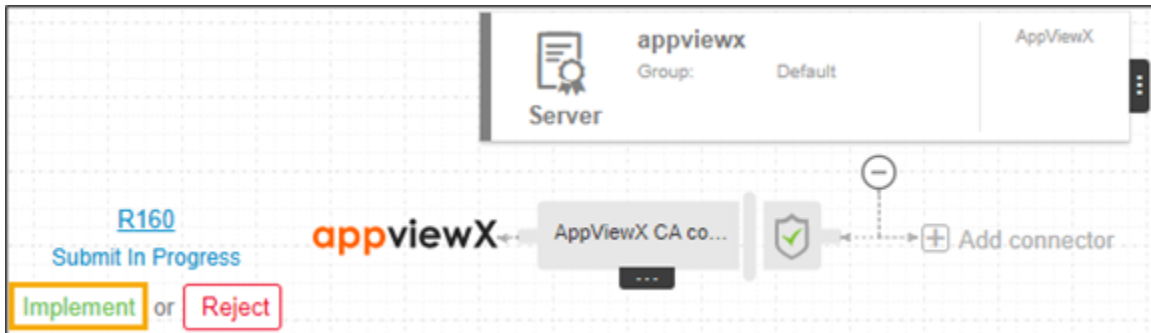 appviewx
AppViewX
Group: Default
Server
R160
Submit In Progress
Implement or Reject
appviewX
AppViewX CA co...
Add connector